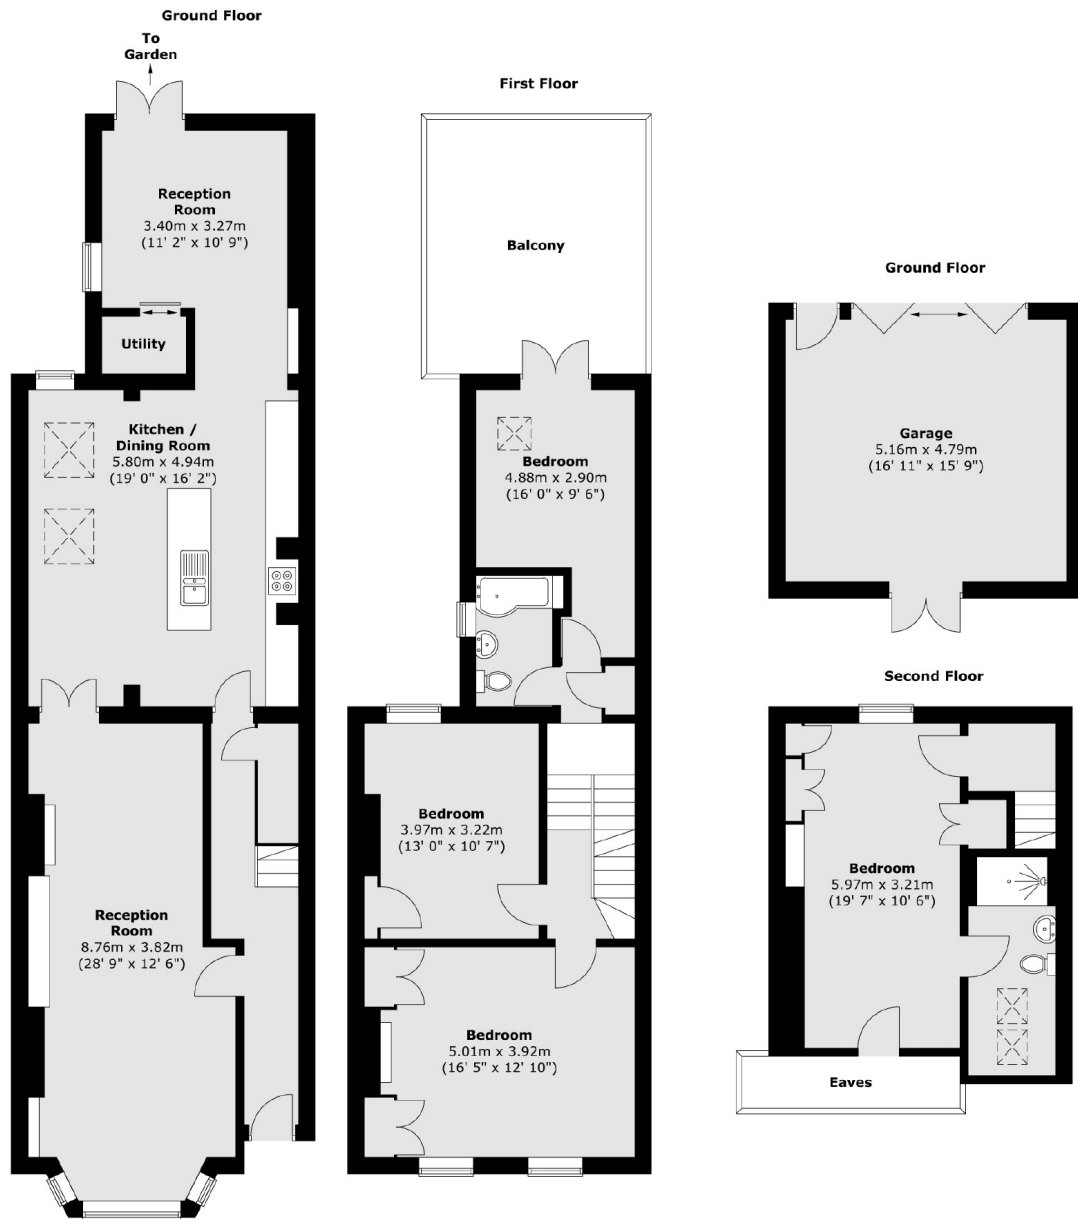 Ground Floor
To
Garden
Reception
Room
3.40m x 3.27m
(11' 2" x 10' 9")
Utility
Kitchen /
Dining Room
5.80m x 4.94m
(19' 0" x 16' 2")
Reception
Room
8.76m x 3.82m
(28' 9" x 12' 6")
First Floor
Balcony
Bedroom
4.88m x 2.90m
(16' 0" x 9' 6")
Bedroom
3.97m x 3.22m
(13' 0" x 10' 7")
Bedroom
5.01m x 3.92m
(16' 5" x 12' 10")
Ground Floor
Garage
5.16m x 4.79m
(16' 11" x 15' 9")
Second Floor
Bedroom
5.97m x 3.21m
(19' 7" x 10' 6")
Eaves